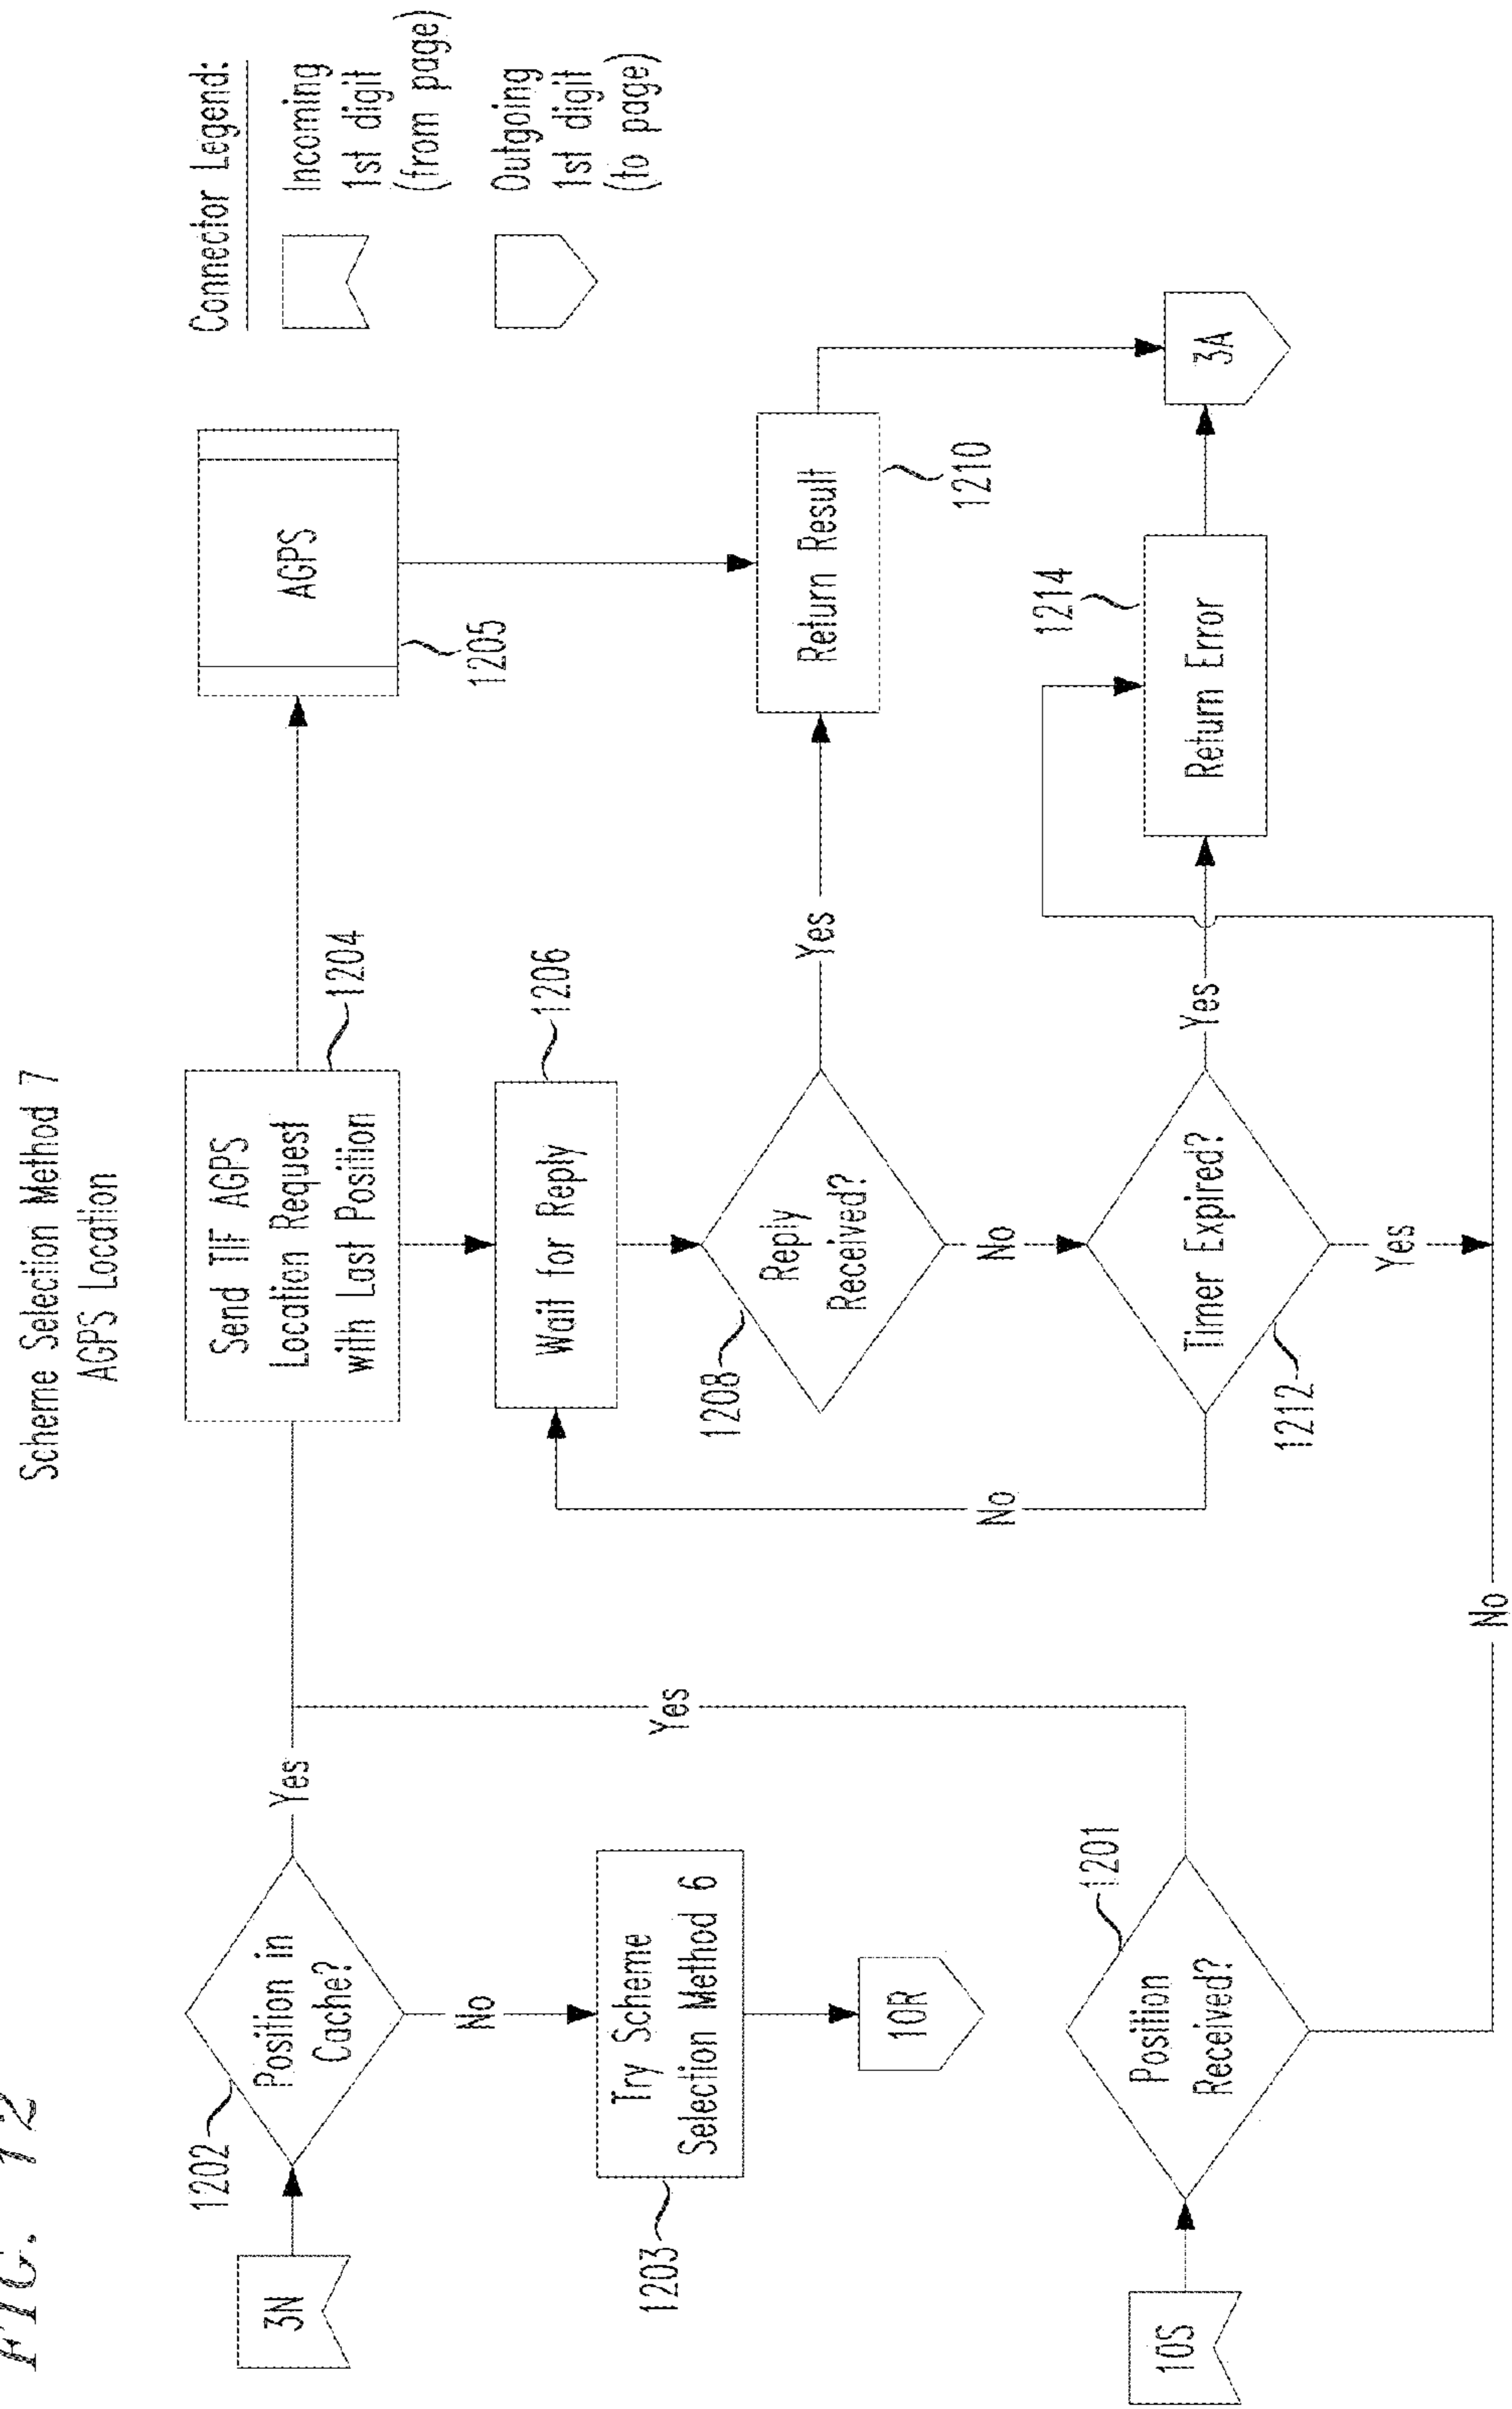 FIG. 12
Scheme Selection Method 7
AGPS Location
Connector Legend:
Incoming
1st digit
(from page)
Outgoing
1st digit
(to page)
3N
1202
Position in
Cache?
Yes
No
Send TIF AGPS
Location Request
with Last Position
1204
AGPS
1205
1203
Try Scheme
Selection Method 6
10R
Yes
Wait for Reply
1206
1208
Reply
Received?
Yes
No
Return Result
1210
10S
1201
Position
Received?
No
No
1212
Timer Expired?
Yes
Yes
1214
Return Error
3A